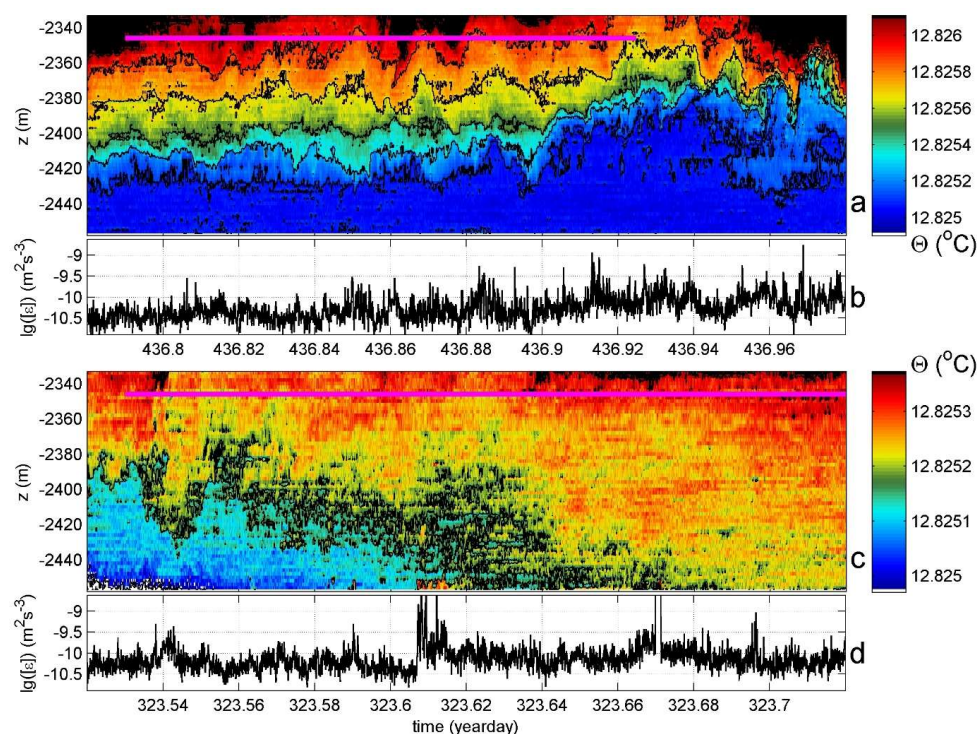 -2340
-2360
-2380
-2400
-2420
-2440
z (m)
a
12.826
12.8258
12.8256
12.8254
12.8252
12.825
Θ (°C)
-9
-9.5
-10
-10.5
lg([ε]) (m²s⁻³)
b
436.8 436.82 436.84 436.86 436.88 436.9 436.92 436.94 436.96
-2340
-2360
-2380
-2400
-2420
-2440
z (m)
c
Θ (°C)
12.8253
12.8252
12.8251
12.825
-9
-9.5
-10
-10.5
lg([ε]) (m²s⁻³)
d
323.54 323.56 323.58 323.6 323.62 323.64 323.66 323.68 323.7
time (yearday)